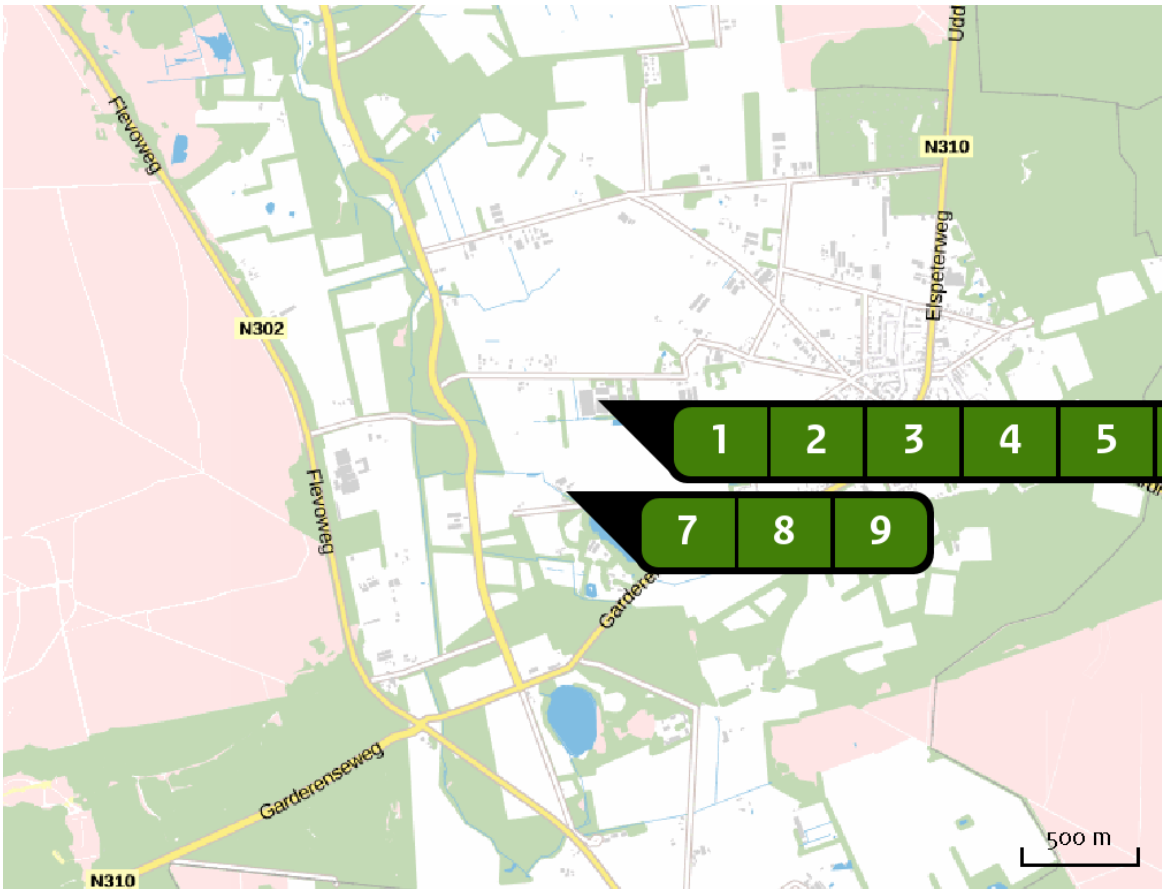 Udd
Flevoweg
N310
Elspeterweg
N302
1 2 3 4 5
Flevoweg
7 8 9
Gardere
Garderenseweg
500 m
N310